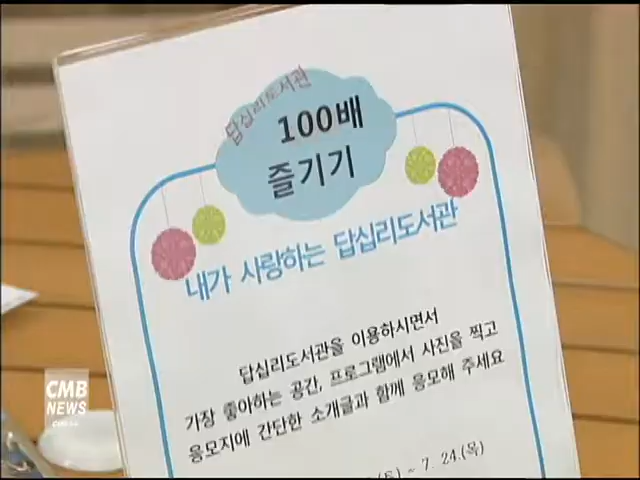 답십리도서관
100배
즐기기
내가 사랑하는 답십리도서관
답십리도서관을 이용하시면서
가장 좋아하는 공간, 프로그램에서 사진을 찍고
응모지에 간단한 소개글과 함께 응모해 주세요
~ 7. 24.(목)
CMB
NEWS